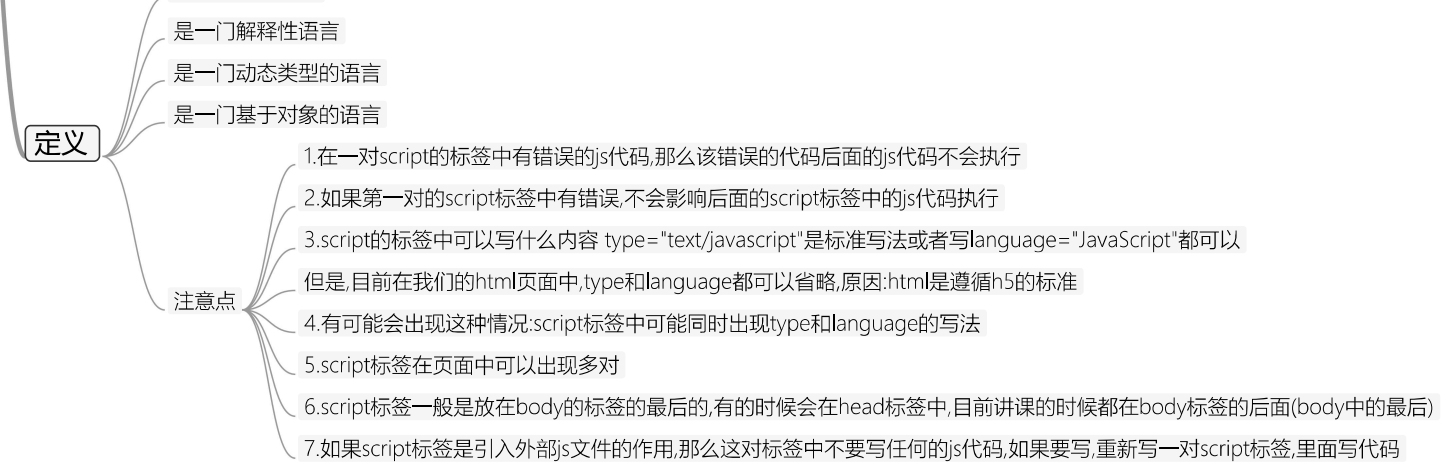 是一门解释性语言
是一门动态类型的语言
是一门基于对象的语言
定义
1.在一对script的标签中有错误的js代码,那么该错误的代码后面的js代码不会执行
2.如果第一对的script标签中有错误,不会影响后面的script标签中的js代码执行
3.script的标签中可以写什么内容 type="text/javascript"是标准写法或者写language="JavaScript"都可以
但是,目前在我们的html页面中,type和language都可以省略,原因:html是遵循h5的标准
注意点
4.有可能会出现这种情况:script标签中可能同时出现type和language的写法
5.script标签在页面中可以出现多对
6.script标签一般是放在body的标签的最后的,有的时候会在head标签中,目前讲课的时候都在body标签的后面(body中的最后)
7.如果script标签是引入外部js文件的作用,那么这对标签中不要写任何的js代码,如果要写,重新写一对script标签,里面写代码